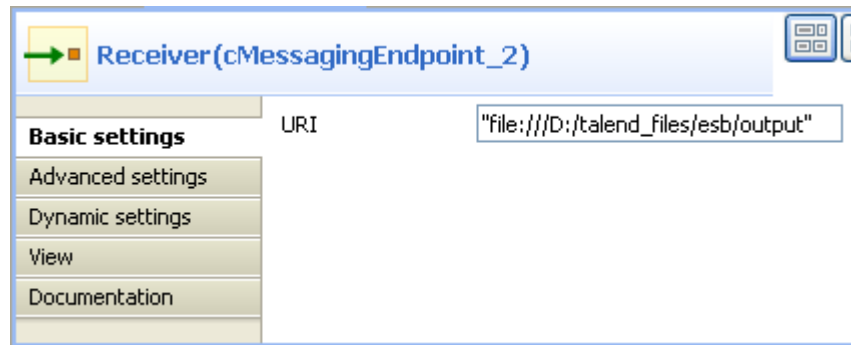 Receiver(cMessagingEndpoint_2)
Basic settings
URI "file:///D:/talend_files/esb/output"
Advanced settings
Dynamic settings
View
Documentation